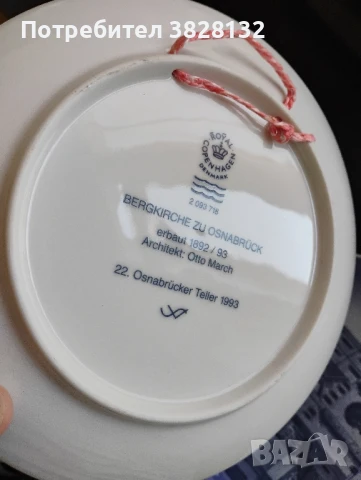 Потребител 3828132
ROYAL
COPENHAGEN
DENMARK
2 093 718
BERGKIRCHE ZU OSNABRÜCK
erbaut 1892 / 93
Architekt: Otto March
22. Osnabrücker Teller 1993
bazar